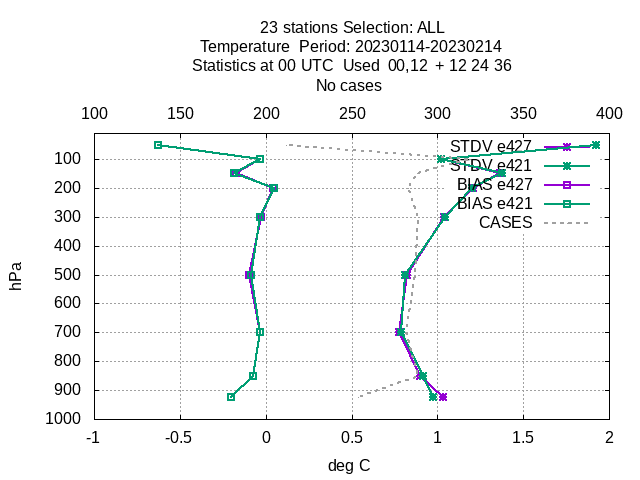 23 stations Selection: ALL
Temperature  Period: 20230114-20230214
Statistics at 00 UTC  Used  00,12  + 12 24 36
No cases
100 150 200 250 300 350 400
STDV e427
STDV e421
BIAS e427
BIAS e421
CASES
hPa
100
200
300
400
500
600
700
800
900
1000
-1 -0.5 0 0.5 1 1.5 2
deg C